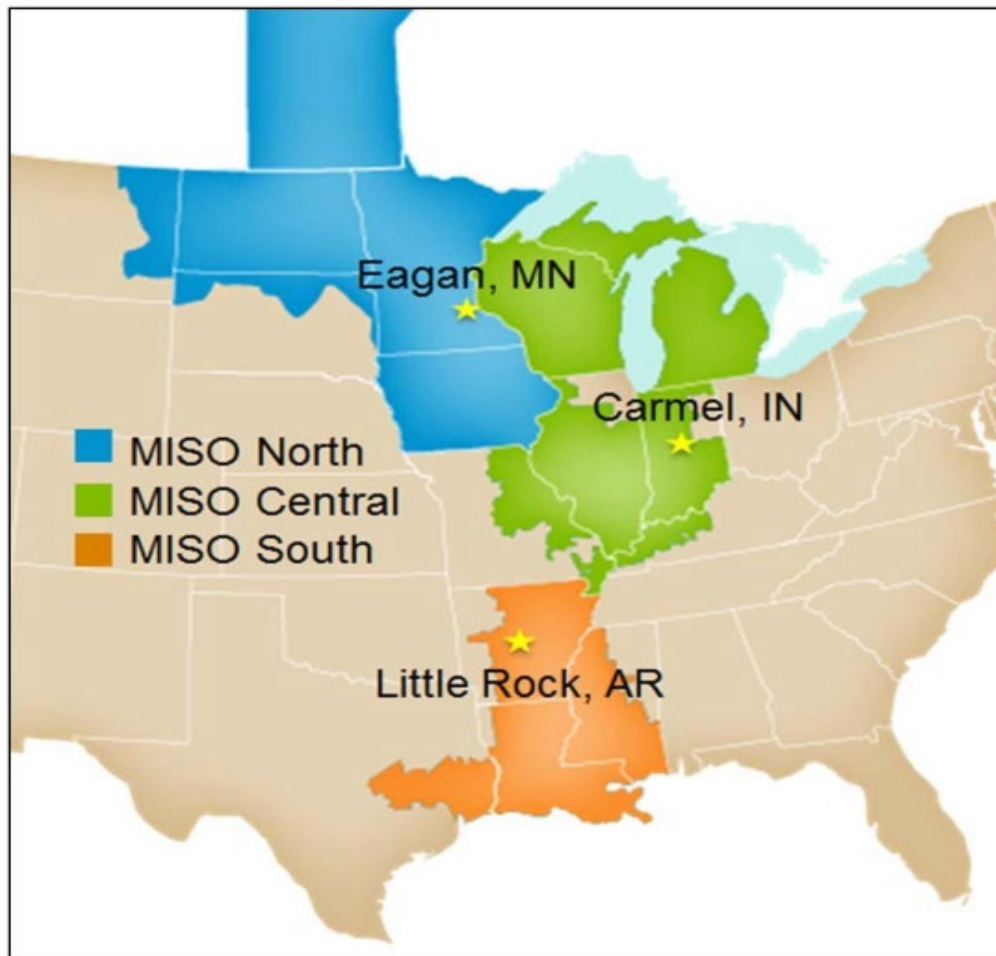 Eagan, MN
Carmel, IN
MISO North
MISO Central
MISO South
Little Rock, AR